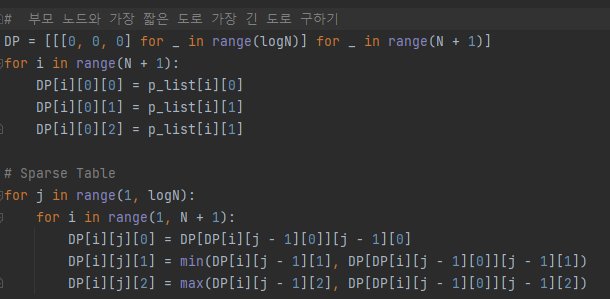 #  부모 노드와 가장 짧은 도로 가장 긴 도로 구하기
DP = [[[0, 0, 0] for _ in range(logN)] for _ in range(N + 1)]
for i in range(N + 1):
    DP[i][0][0] = p_list[i][0]
    DP[i][0][1] = p_list[i][1]
    DP[i][0][2] = p_list[i][1]

# Sparse Table
for j in range(1, logN):
    for i in range(1, N + 1):
        DP[i][j][0] = DP[DP[i][j - 1][0]][j - 1][0]
        DP[i][j][1] = min(DP[i][j - 1][1], DP[DP[i][j - 1][0]][j - 1][1])
        DP[i][j][2] = max(DP[i][j - 1][2], DP[DP[i][j - 1][0]][j - 1][2])